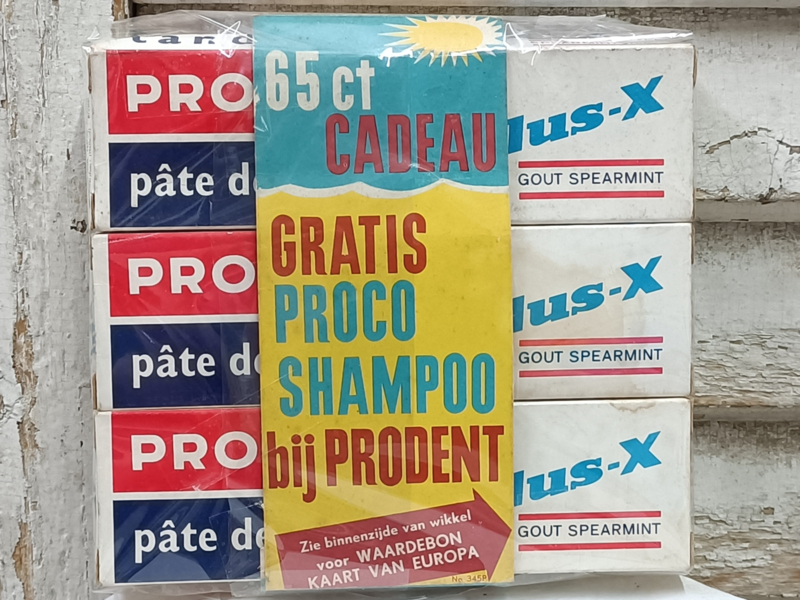 PRO
pâte de
PRO
pâte de
PRO
pâte de
65 ct
CADEAU
GRATIS
PROCO
SHAMPOO
bij PRODENT
Zie binnenzijde van wikkel
voor WAARDEBON
KAART VAN EUROPA
lus-X
GOUT SPEARMINT
lus-X
GOUT SPEARMINT
lus-X
GOUT SPEARMINT